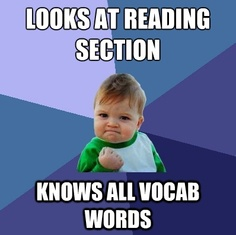 LOOKS AT READING
SECTION
KNOWS ALL VOCAB
WORDS